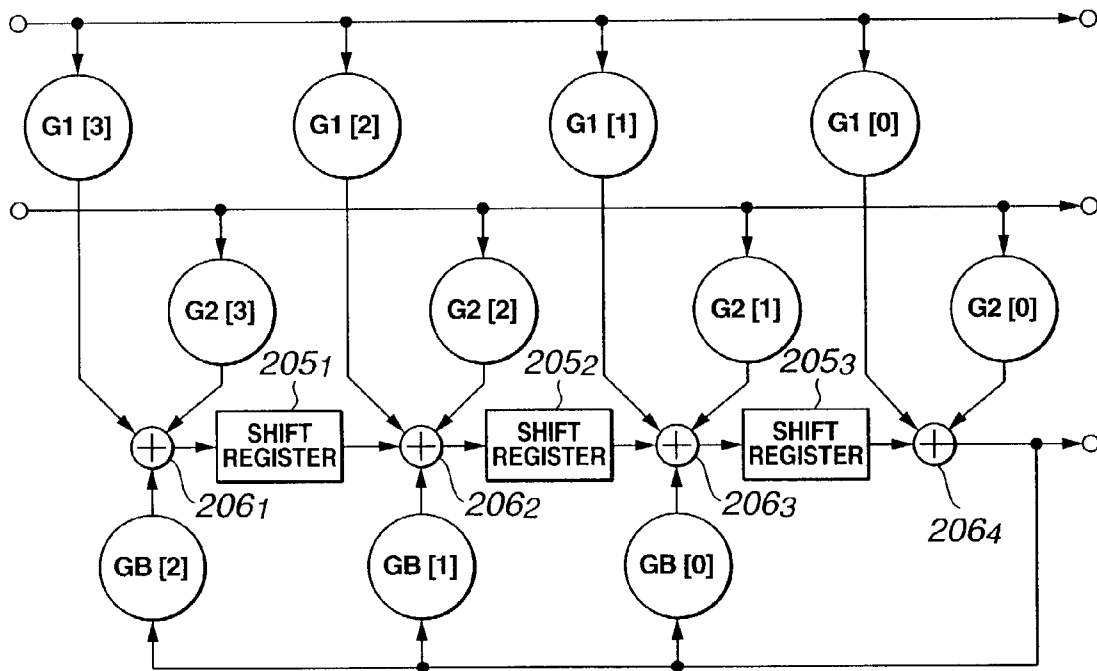 G1 [3]
G1 [2]
G1 [1]
G1 [0]
G2 [3]
G2 [2]
G2 [1]
G2 [0]
205₁
205₂
205₃
SHIFT
REGISTER
SHIFT
REGISTER
SHIFT
REGISTER
206₁
206₂
206₃
206₄
GB [2]
GB [1]
GB [0]